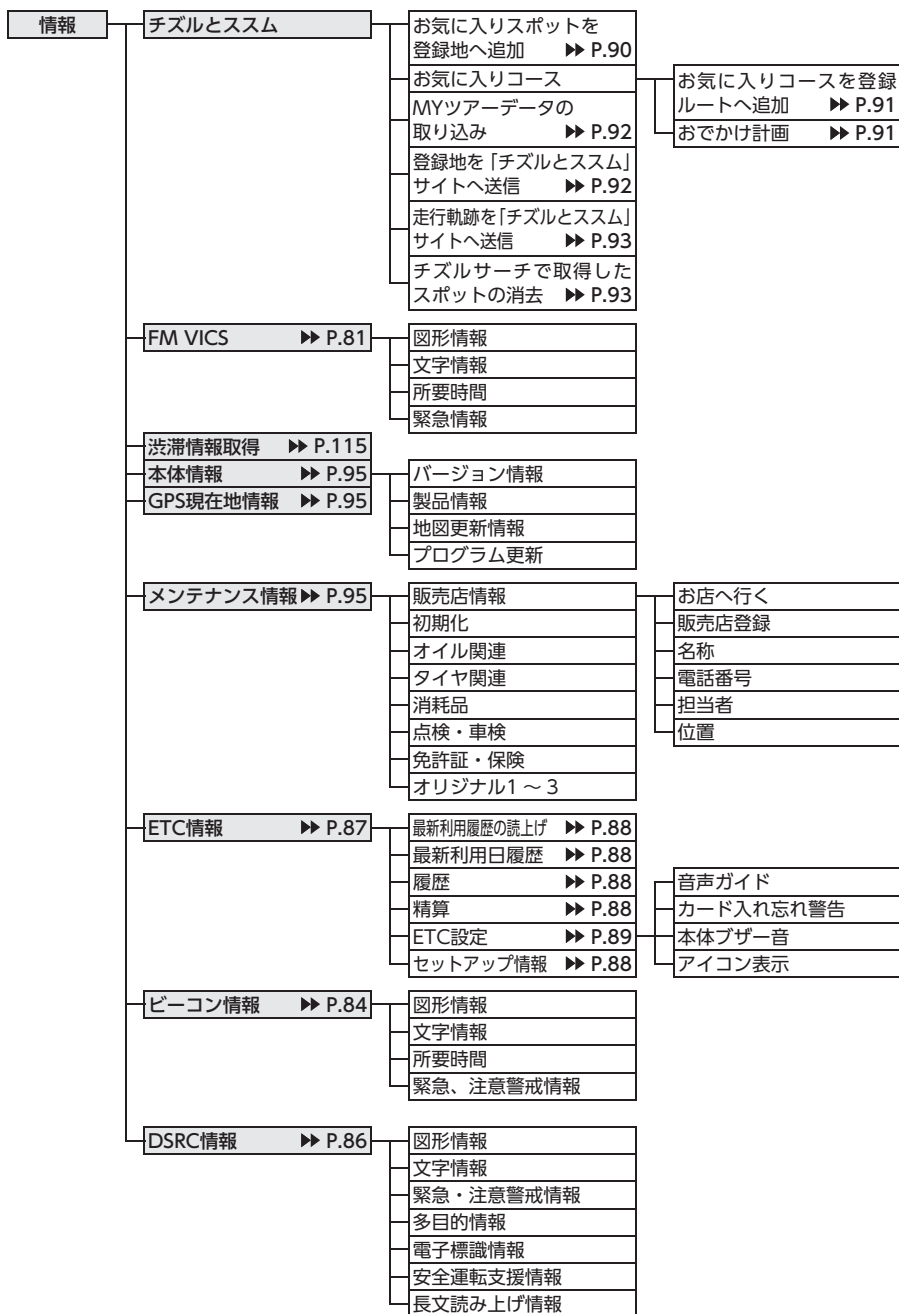 情報
チズルとススム
お気に入りスポットを
登録地へ追加 ▶▶ P.90
お気に入りコース
お気に入りコースを登録
ルートへ追加 ▶▶ P.91
おでかけ計画 ▶▶ P.91
MYツアーデータの
取り込み ▶▶ P.92
登録地を「チズルとススム」
サイトへ送信 ▶▶ P.92
走行軌跡を「チズルとススム」
サイトへ送信 ▶▶ P.93
チズルサーチで取得した
スポットの消去 ▶▶ P.93
FM VICS ▶▶ P.81
図形情報
文字情報
所要時間
緊急情報
渋滞情報取得 ▶▶ P.115
本体情報 ▶▶ P.95
バージョン情報
製品情報
地図更新情報
プログラム更新
GPS現在地情報 ▶▶ P.95
メンテナンス情報 ▶▶ P.95
販売店情報
お店へ行く
販売店登録
名称
電話番号
担当者
位置
初期化
オイル関連
タイヤ関連
消耗品
点検・車検
免許証・保険
オリジナル1 ~ 3
ETC情報 ▶▶ P.87
最新利用履歴の読上げ ▶▶ P.88
最新利用日履歴 ▶▶ P.88
履歴 ▶▶ P.88
精算 ▶▶ P.88
ETC設定 ▶▶ P.89
音声ガイド
カード入れ忘れ警告
本体ブザー音
アイコン表示
セットアップ情報 ▶▶ P.88
ビーコン情報 ▶▶ P.84
図形情報
文字情報
所要時間
緊急、注意警戒情報
DSRC情報 ▶▶ P.86
図形情報
文字情報
緊急・注意警戒情報
多目的情報
電子標識情報
安全運転支援情報
長文読み上げ情報